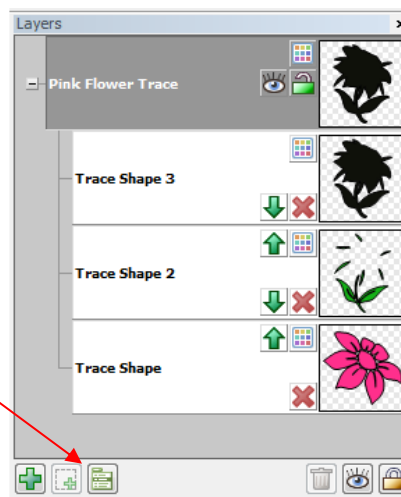 Layers
Pink Flower Trace
Trace Shape 3
Trace Shape 2
Trace Shape